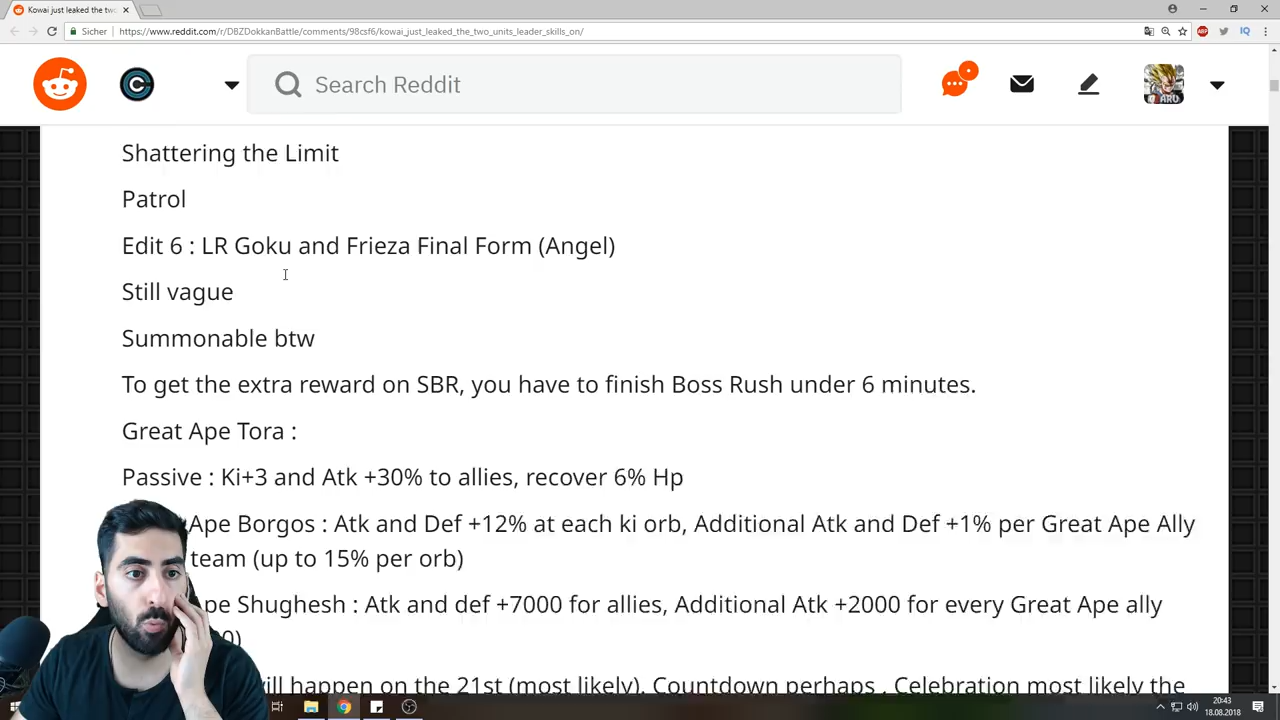 Kowai just leaked the two
Sicher
https://www.reddit.com/r/DBZDokkanBattle/comments/98csf6/kowai_just_leaked_the_two_units_leader_skills_on/
Search Reddit
Shattering the Limit
Patrol
Edit 6 : LR Goku and Frieza Final Form (Angel)
Still vague
Summonable btw
To get the extra reward on SBR, you have to finish Boss Rush under 6 minutes.
Great Ape Tora :
Passive : Ki+3 and Atk +30% to allies, recover 6% Hp
Ape Borgos : Atk and Def +12% at each ki orb, Additional Atk and Def +1% per Great Ape Ally
team (up to 15% per orb)
pe Shughesh : Atk and def +7000 for allies, Additional Atk +2000 for every Great Ape ally
will happen on the 21st (most likely). Countdown perhaps . Celebration most likely the
20:43
18.08.2018